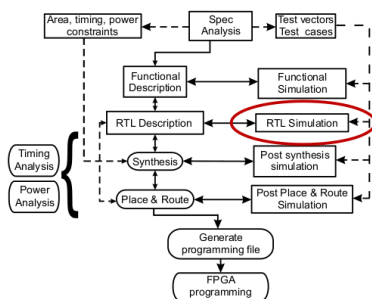 Area, timing, power
constraints
Spec
Analysis
Test vectors
Test cases
Functional
Description
Functional
Simulation
RTL Description
RTL Simulation
Timing
Analysis
Power
Analysis
Synthesis
Post synthesis
simulation
Place & Route
Post Place & Route
Simulation
Generate
programming file
FPGA
programming